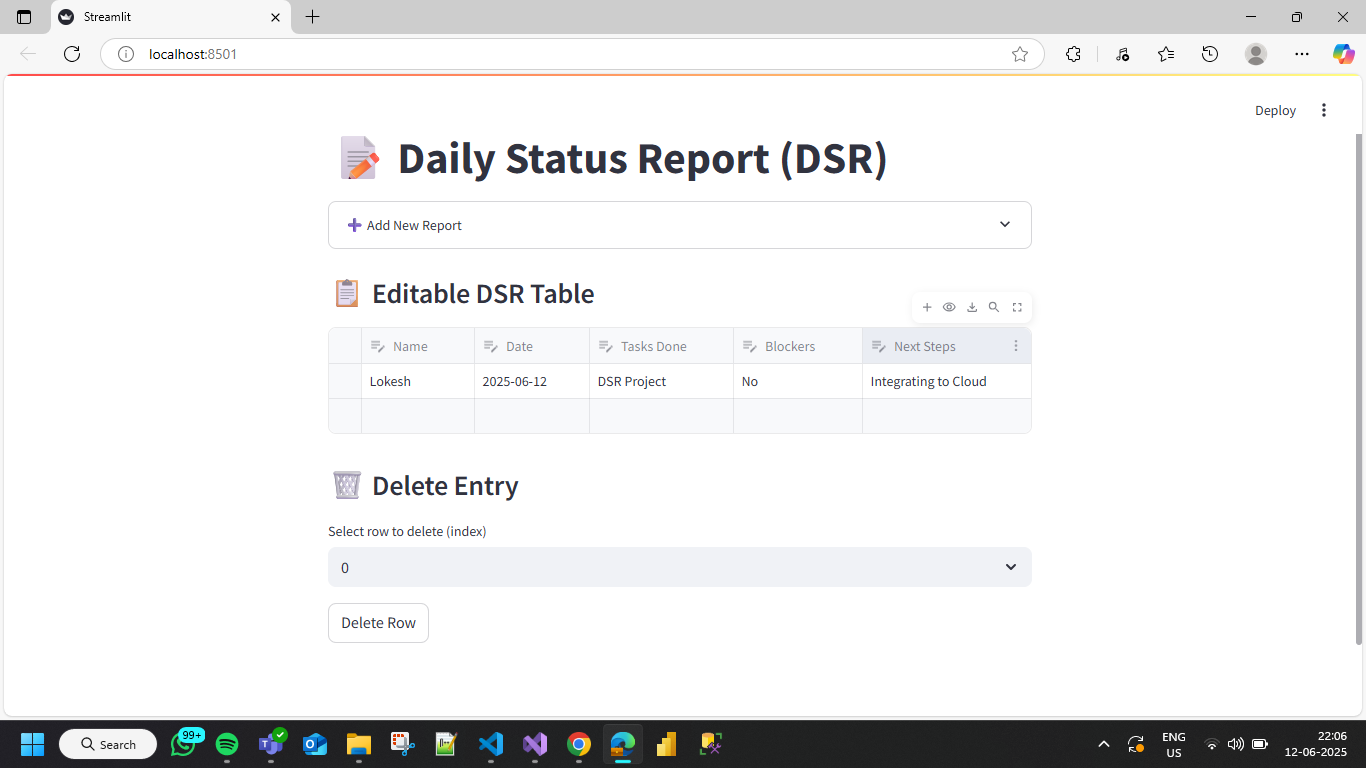 Streamlit
localhost:8501
Deploy
Daily Status Report (DSR)
Add New Report
Editable DSR Table
Name Date Tasks Done Blockers Next Steps
Lokesh 2025-06-12 DSR Project No Integrating to Cloud
Delete Entry
Select row to delete (index)
0
Delete Row
Search
99+
ENG
US
22:06
12-06-2025